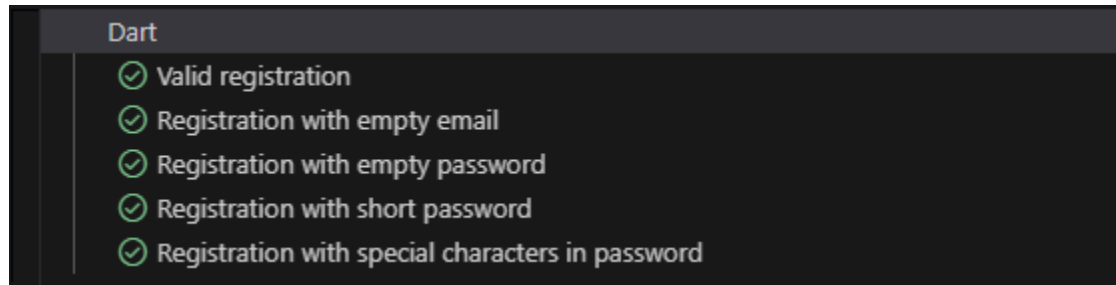 Dart
Valid registration
Registration with empty email
Registration with empty password
Registration with short password
Registration with special characters in password